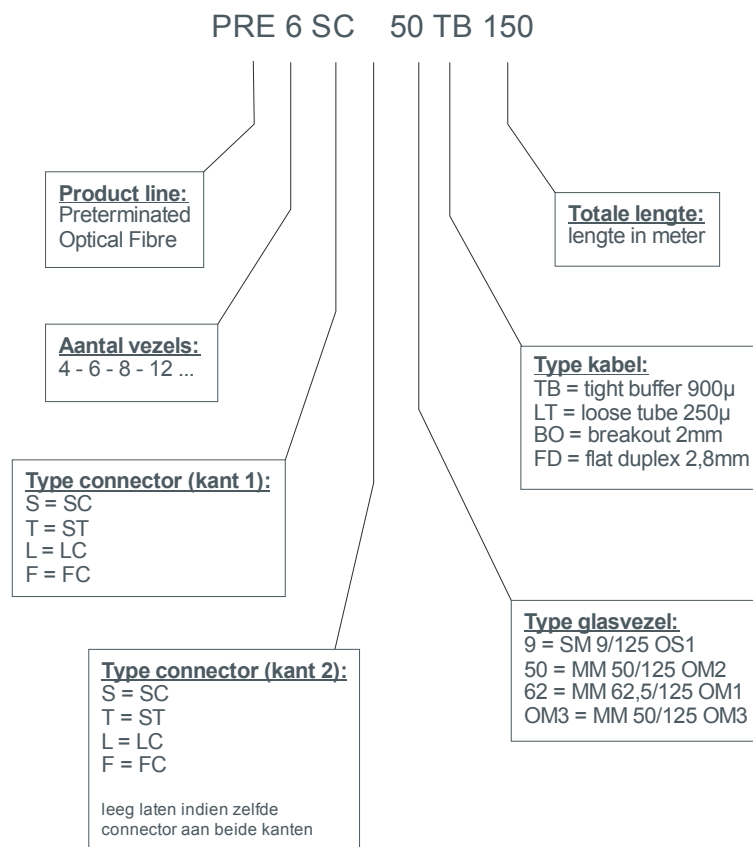 PRE 6 SC 50 TB 150
Product line:
Preterminated
Optical Fibre
Totale lengte:
lengte in meter
Aantal vezels:
4 - 6 - 8 - 12 ...
Type kabel:
TB = tight buffer 900µ
LT = loose tube 250µ
BO = breakout 2mm
FD = flat duplex 2,8mm
Type connector (kant 1):
S = SC
T = ST
L = LC
F = FC
Type glasvezel:
9 = SM 9/125 OS1
50 = MM 50/125 OM2
62 = MM 62,5/125 OM1
OM3 = MM 50/125 OM3
Type connector (kant 2):
S = SC
T = ST
L = LC
F = FC
leeg laten indien zelfde
connector aan beide kanten